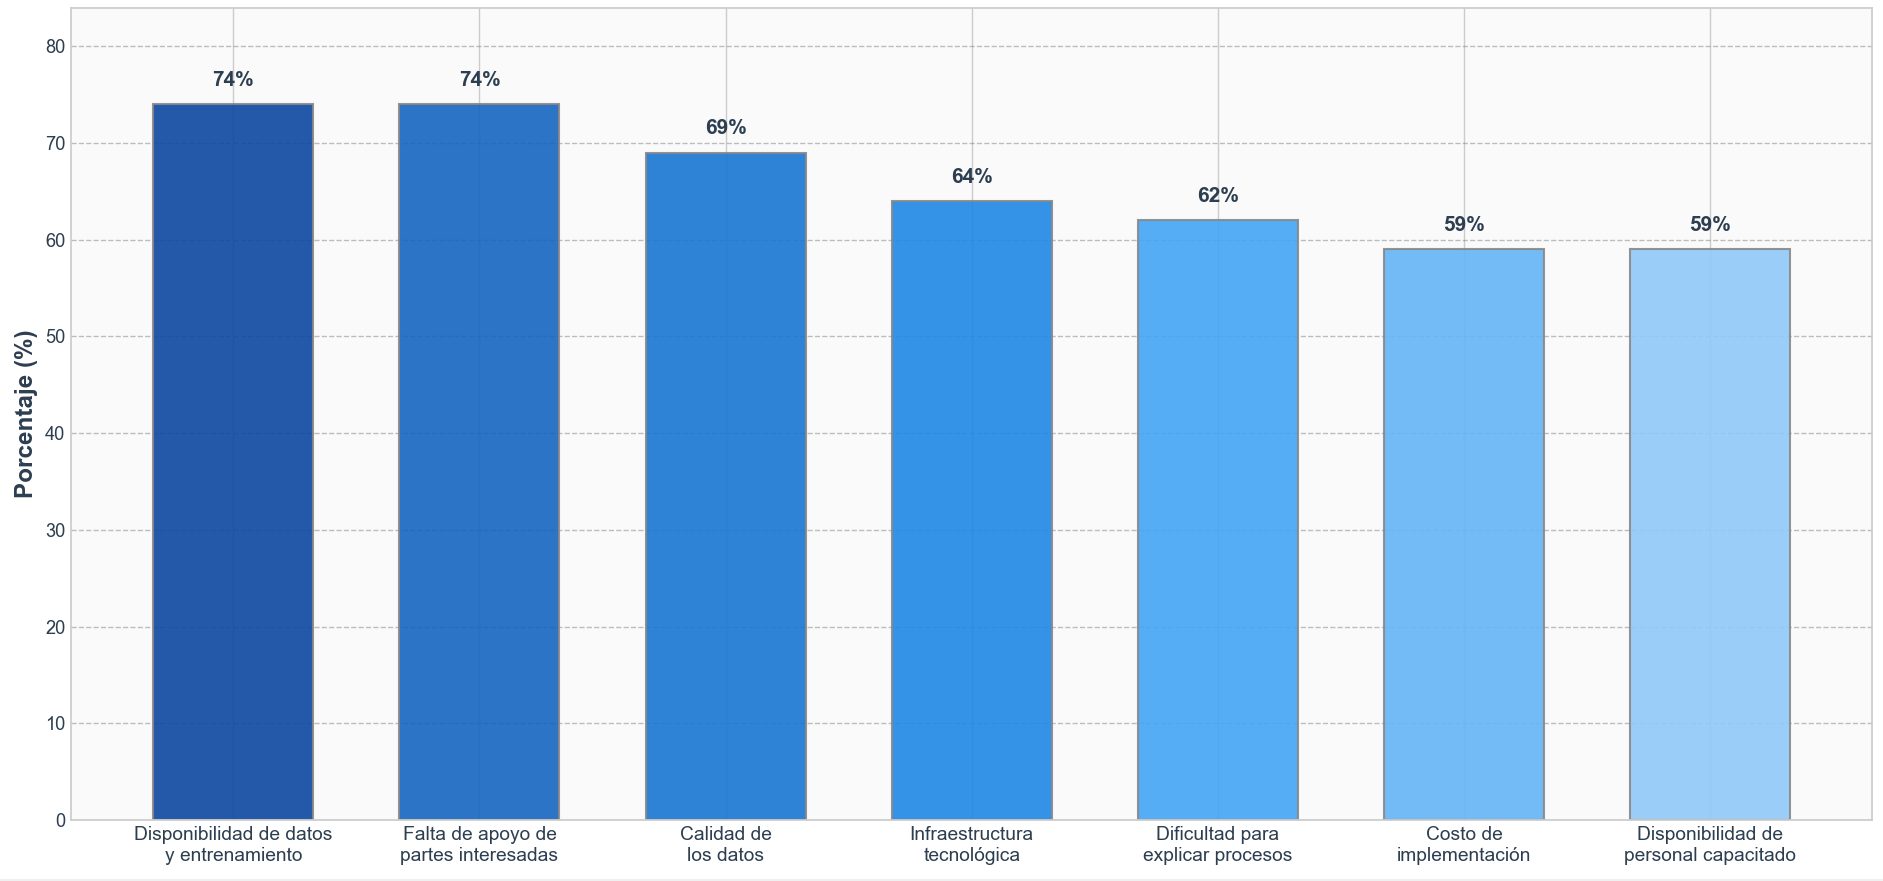 80
70
60
50
40
30
20
10
0
Porcentaje (%)
74%
74%
69%
64%
62%
59%
59%
Disponibilidad de datos
y entrenamiento
Falta de apoyo de
partes interesadas
Calidad de
los datos
Infraestructura
tecnológica
Dificultad para
explicar procesos
Costo de
implementación
Disponibilidad de
personal capacitado